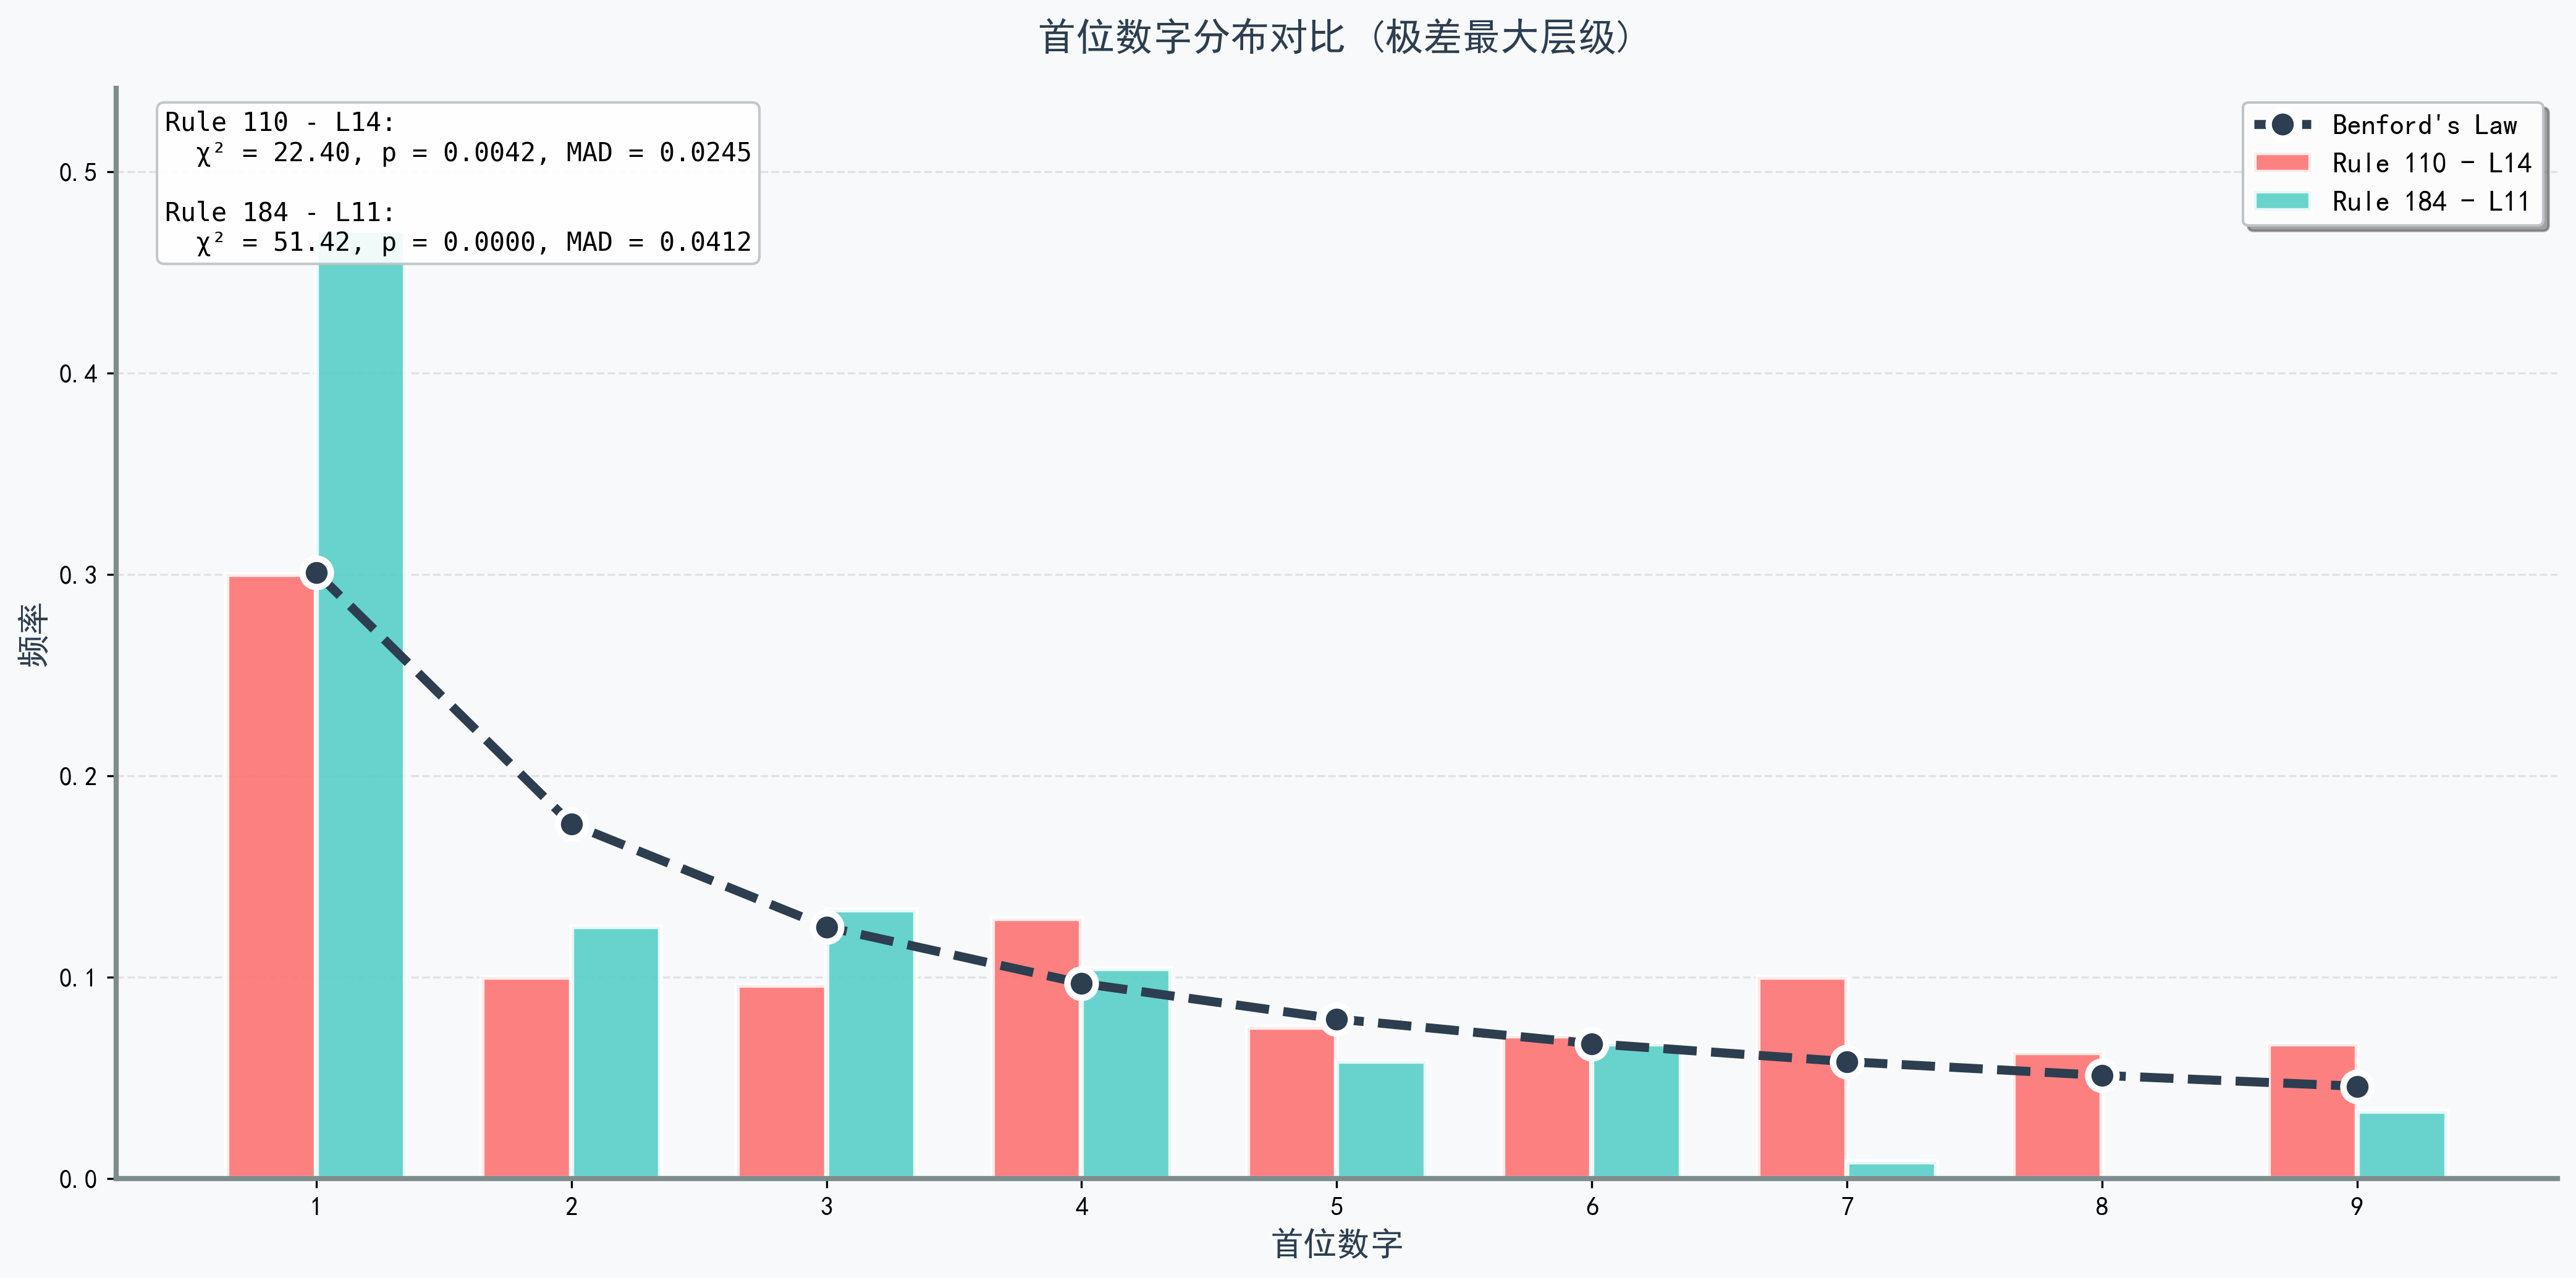 首位数字分布对比 (极差最大层级)
Rule 110 - L14:
χ² = 22.40, p = 0.0042, MAD = 0.0245
Rule 184 - L11:
χ² = 51.42, p = 0.0000, MAD = 0.0412
Benford's Law
Rule 110 - L14
Rule 184 - L11
频率
0.5
0.4
0.3
0.2
0.1
0.0
1 2 3 4 5 6 7 8 9
首位数字